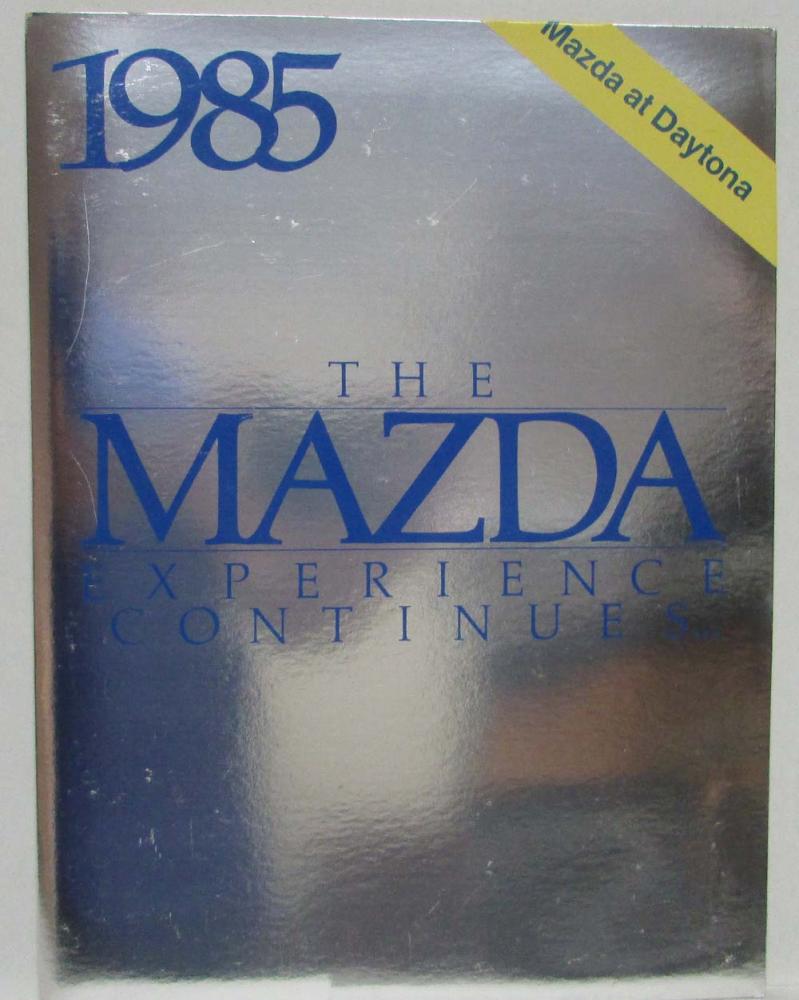 1985
Mazda at Daytona
THE
MAZDA
EXPERIENCE
CONTINUES...